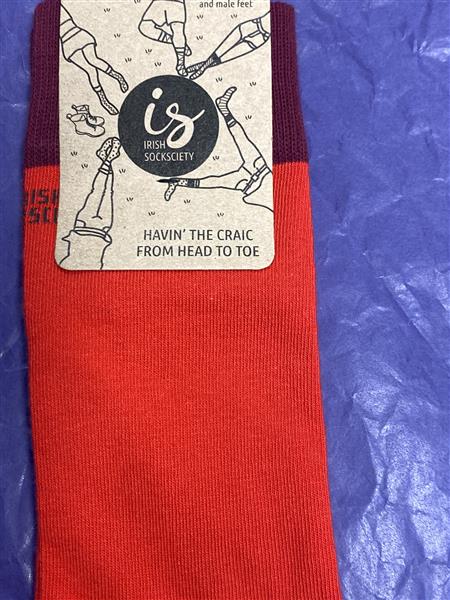 and male feet
is
IRISH
SOCKSCIETY
HAVIN' THE CRAIC
FROM HEAD TO TOE